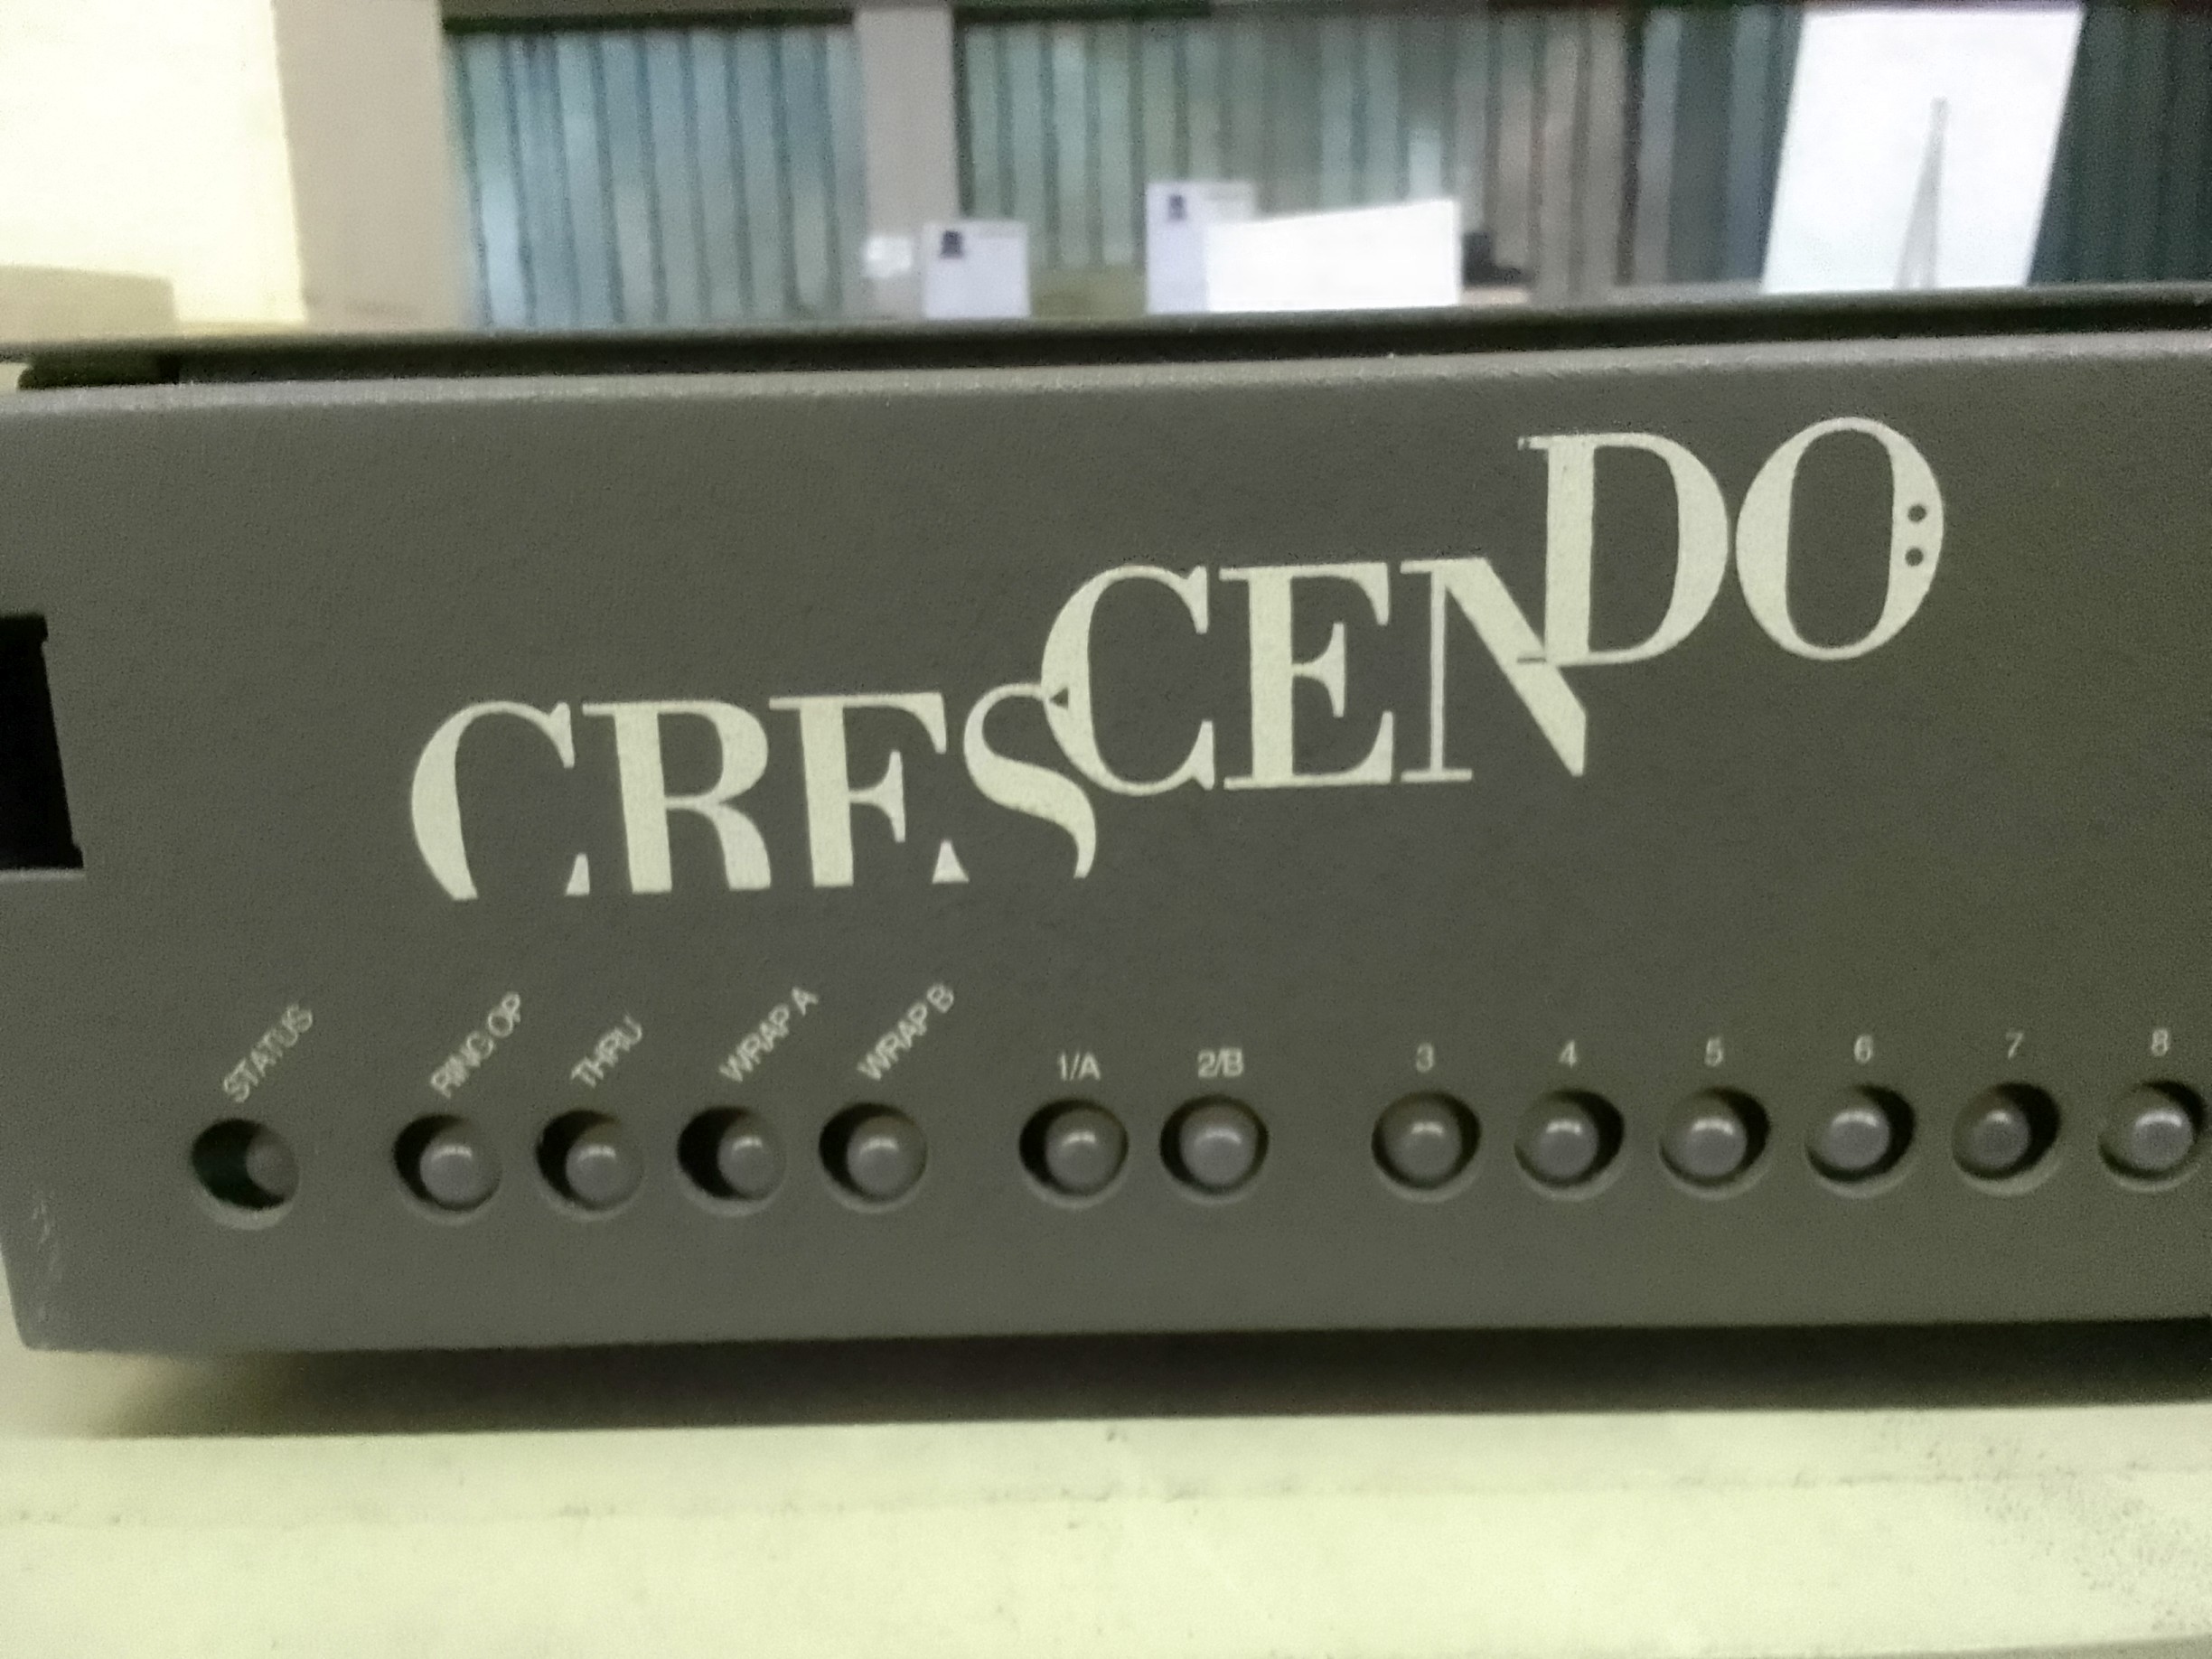 CRESCENDO
STATUS RING OP THRU WRAP A WRAP B 1/A 2/B 3 4 5 6 7 8